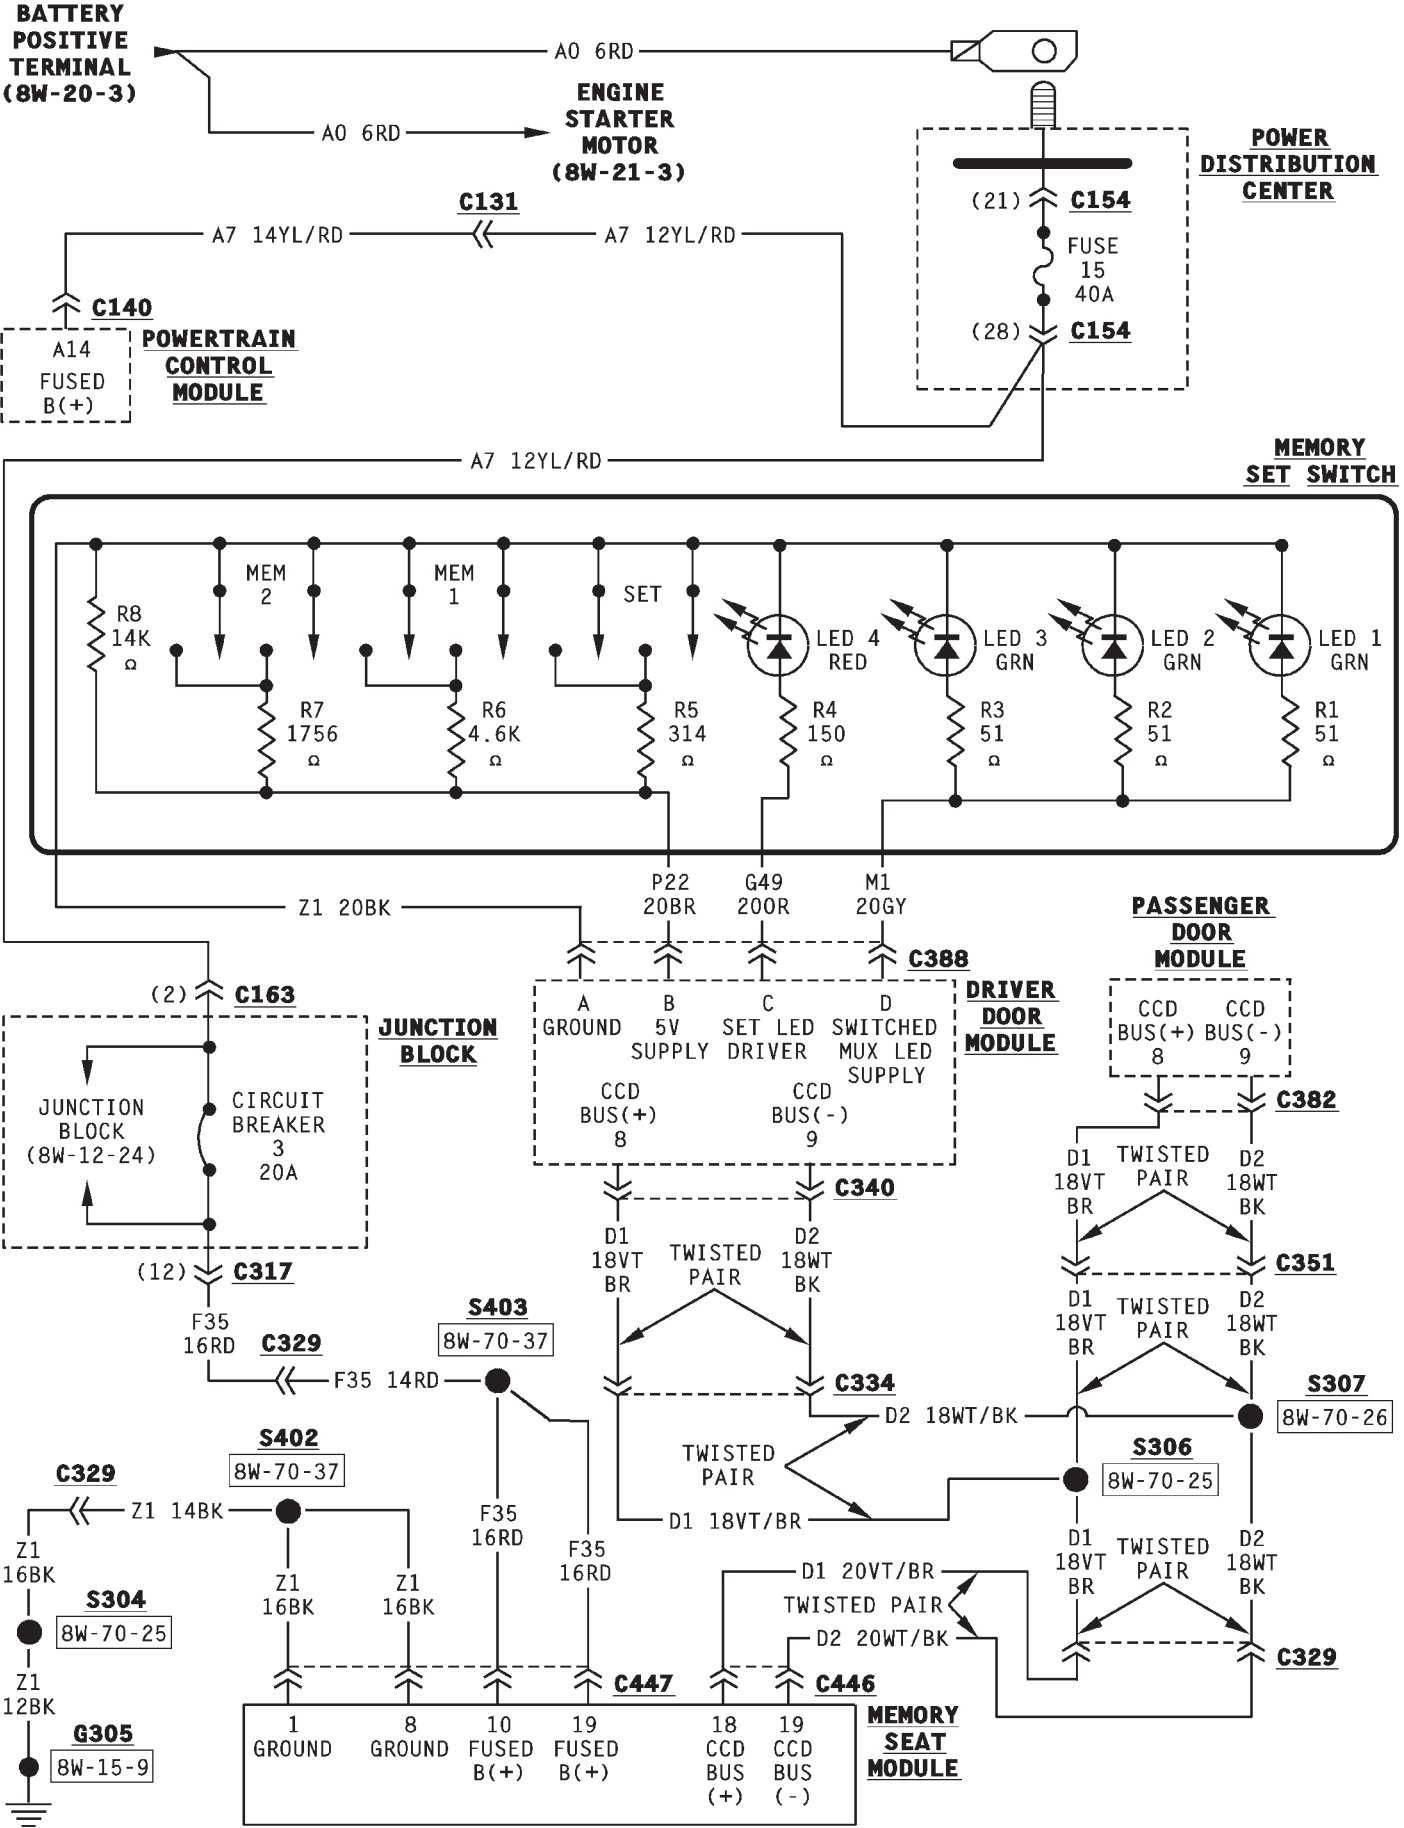 BATTERY
POSITIVE
TERMINAL
(8W-20-3)
A0 6RD
A0 6RD
ENGINE
STARTER
MOTOR
(8W-21-3)
POWER
DISTRIBUTION
CENTER
(21) C154
FUSE
15
40A
(28) C154
C131
A7 14YL/RD
A7 12YL/RD
C140
A14
FUSED
B(+)
POWERTRAIN
CONTROL
MODULE
A7 12YL/RD
MEMORY
SET SWITCH
R8
14K
Ω
MEM
2
MEM
1
SET
LED 4
RED
LED 3
GRN
LED 2
GRN
LED 1
GRN
R7
1756
Ω
R6
4.6K
Ω
R5
314
Ω
R4
150
Ω
R3
51
Ω
R2
51
Ω
R1
51
Ω
Z1 20BK
P22
20BR
G49
20OR
M1
20GY
C388
A
GROUND
B
5V
SUPPLY
C
SET LED
DRIVER
D
SWITCHED
MUX LED
SUPPLY
CCD
BUS(+)
8
CCD
BUS(-)
9
DRIVER
DOOR
MODULE
PASSENGER
DOOR
MODULE
CCD
BUS(+)
8
CCD
BUS(-)
9
C382
(2) C163
JUNCTION
BLOCK
JUNCTION
BLOCK
(8W-12-24)
CIRCUIT
BREAKER
3
20A
(12) C317
F35
16RD
C329
F35 14RD
S403
8W-70-37
C340
D1
18VT
BR
TWISTED
PAIR
D2
18WT
BK
C334
D1
18VT
BR
TWISTED
PAIR
D2
18WT
BK
C351
D1
18VT
BR
TWISTED
PAIR
D2
18WT
BK
S307
8W-70-26
D2 18WT/BK
TWISTED
PAIR
D1 18VT/BR
S306
8W-70-25
S402
8W-70-37
C329
Z1 14BK
Z1
16BK
S304
8W-70-25
Z1
12BK
G305
8W-15-9
Z1
16BK
Z1
16BK
F35
16RD
F35
16RD
D1 20VT/BR
TWISTED PAIR
D2 20WT/BK
D1
18VT
BR
TWISTED
PAIR
D2
18WT
BK
C329
C447
C446
1
GROUND
8
GROUND
10
FUSED
B(+)
19
FUSED
B(+)
18
CCD
BUS
(+)
19
CCD
BUS
(-)
MEMORY
SEAT
MODULE